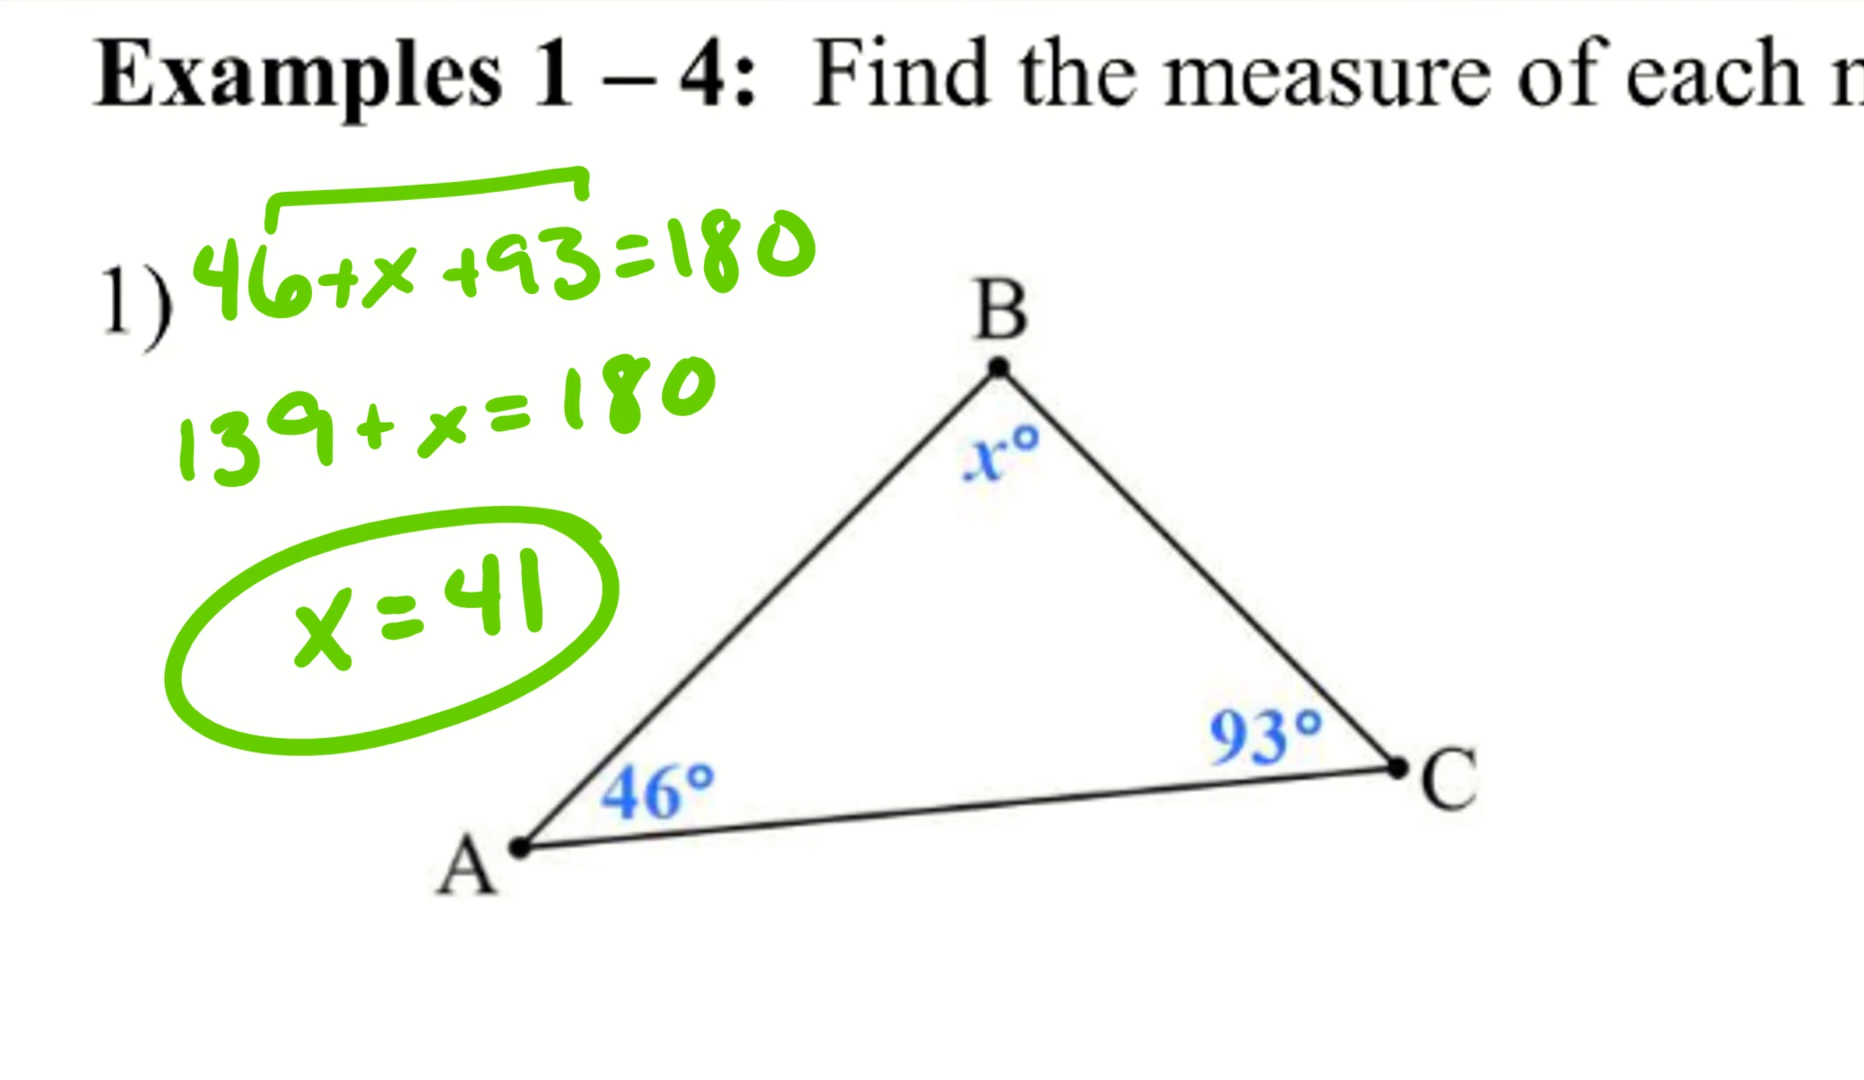 Examples 1 – 4: Find the measure of each
1) 46+x+93=180
139+x=180
x=41
B
x°
93°
C
46°
A